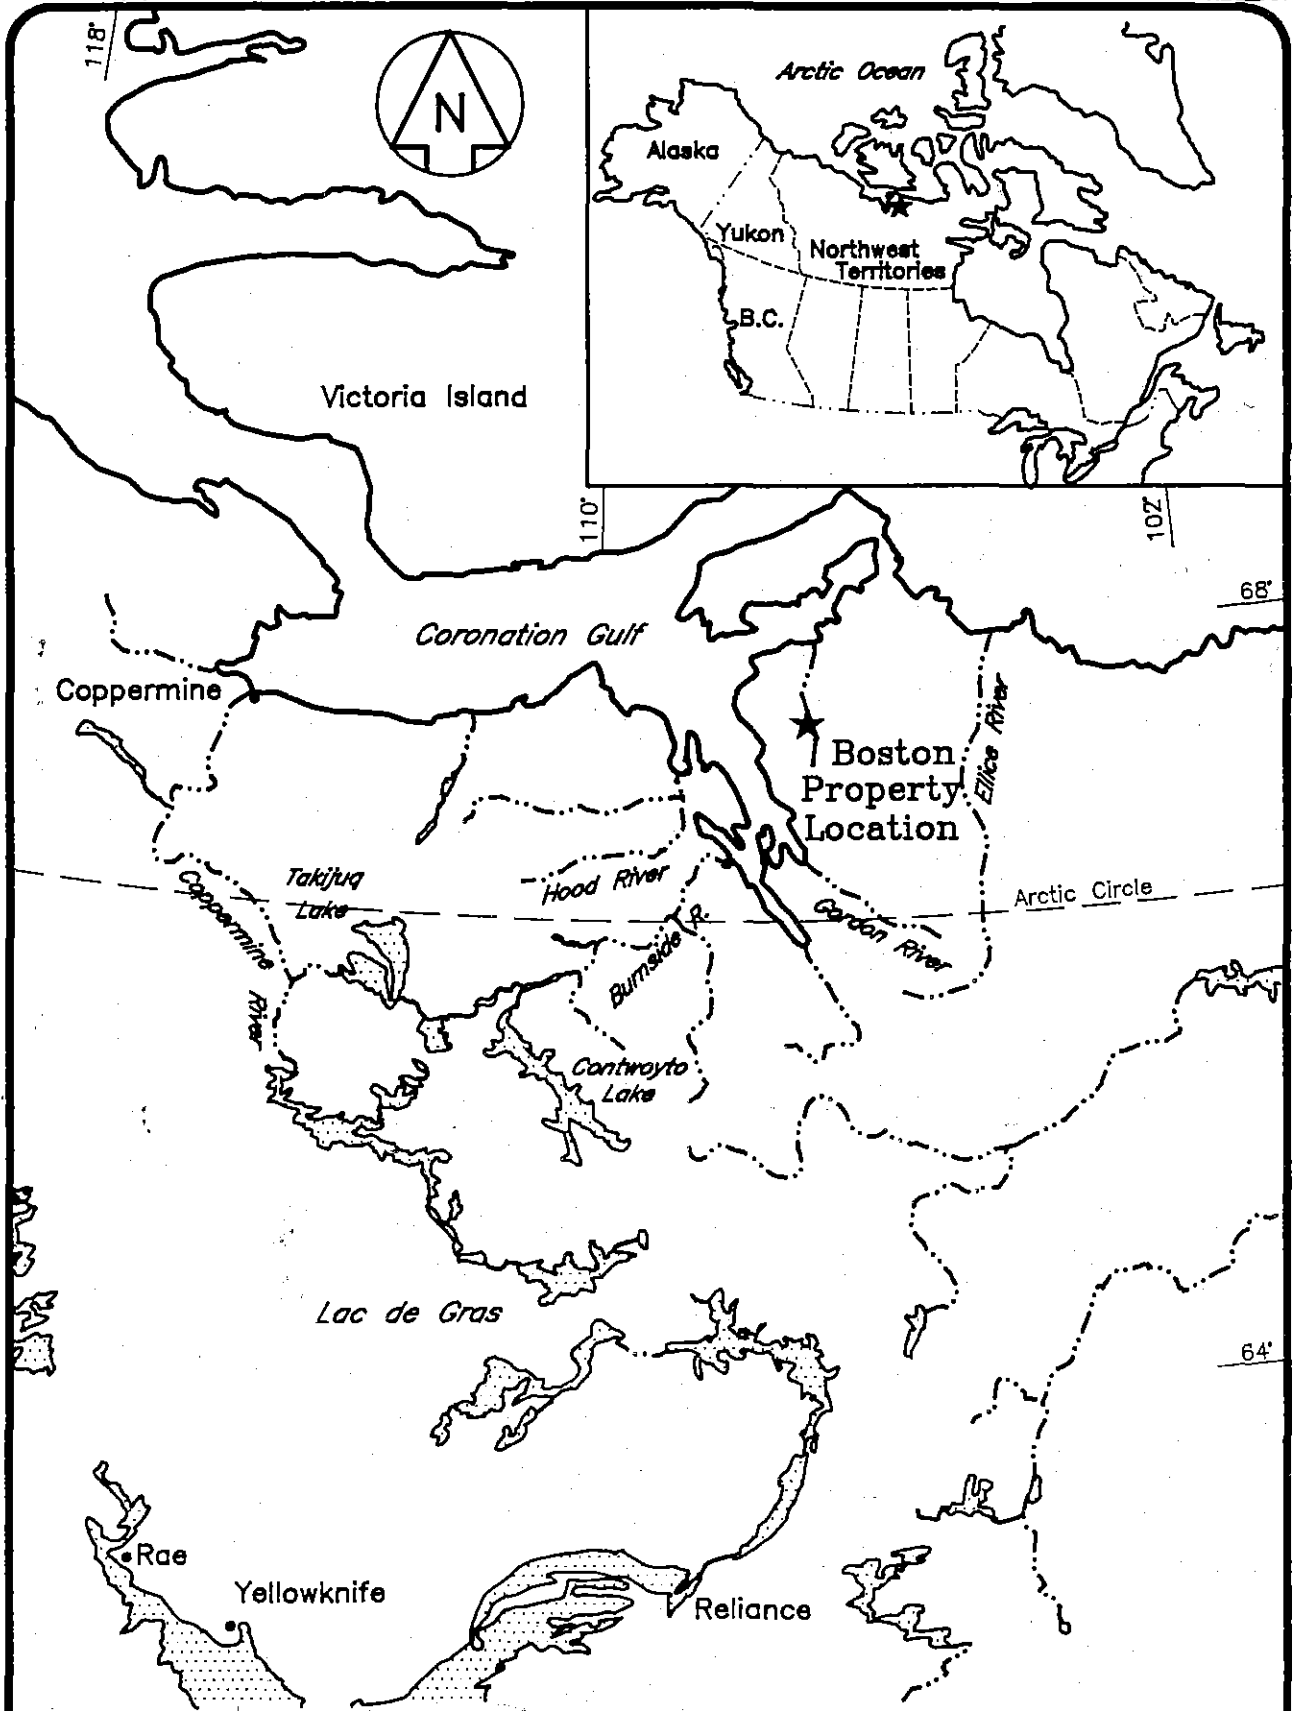 118°
N
Arctic Ocean
Alaska
Yukon
Northwest
Territories
B.C.
Victoria Island
110°
102°
68°
Coronation Gulf
Coppermine
Ellice River
Boston
Property
Location
Takijuq
Lake
Hood River
Arctic Circle
Coppermine
River
Burnside R.
Gordon River
Contwoyto
Lake
Lac de Gras
64°
Rae
Yellowknife
Reliance